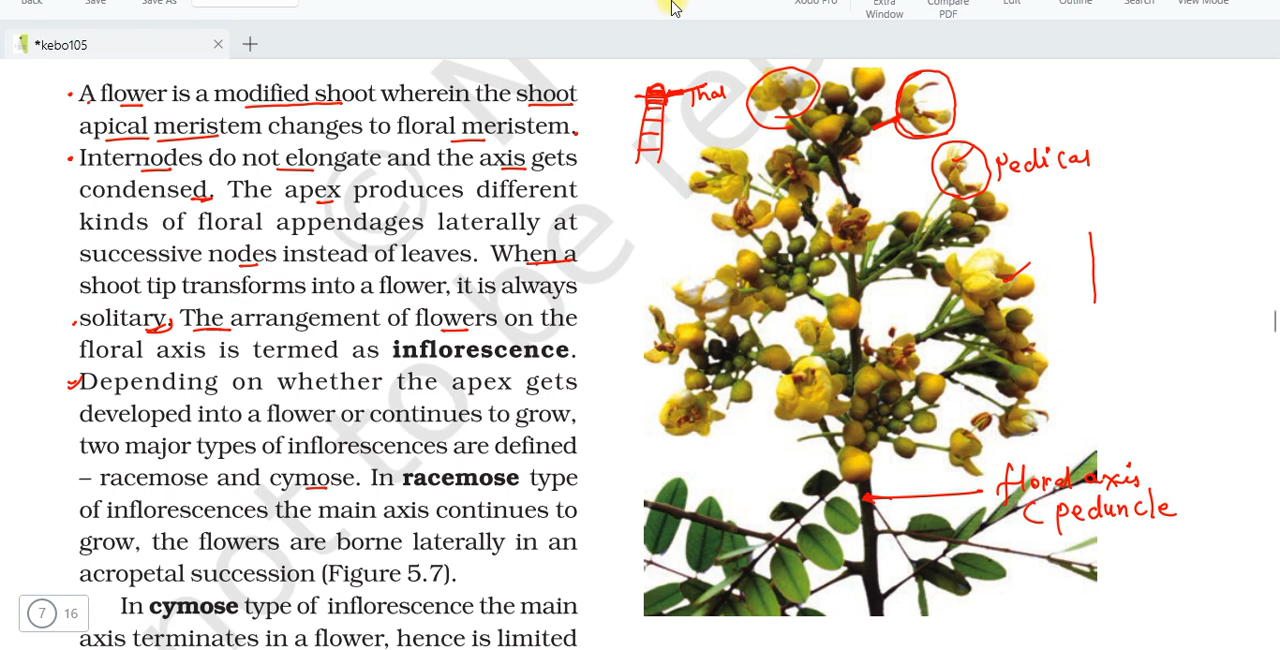 Back Save Save As Xodo Pro Extra Window Compare PDF Edit Outline Search View Mode
*kebo105
A flower is a modified shoot wherein the shoot
apical meristem changes to floral meristem.
Internodes do not elongate and the axis gets
condensed. The apex produces different
kinds of floral appendages laterally at
successive nodes instead of leaves. When a
shoot tip transforms into a flower, it is always
solitary. The arrangement of flowers on the
floral axis is termed as inflorescence.
Depending on whether the apex gets
developed into a flower or continues to grow,
two major types of inflorescences are defined
– racemose and cymose. In racemose type
of inflorescences the main axis continues to
grow, the flowers are borne laterally in an
acropetal succession (Figure 5.7).
In cymose type of inflorescence the main
axis terminates in a flower, hence is limited
7 16
Thal
Pedical
floral axis
( peduncle
© N
not to be rep